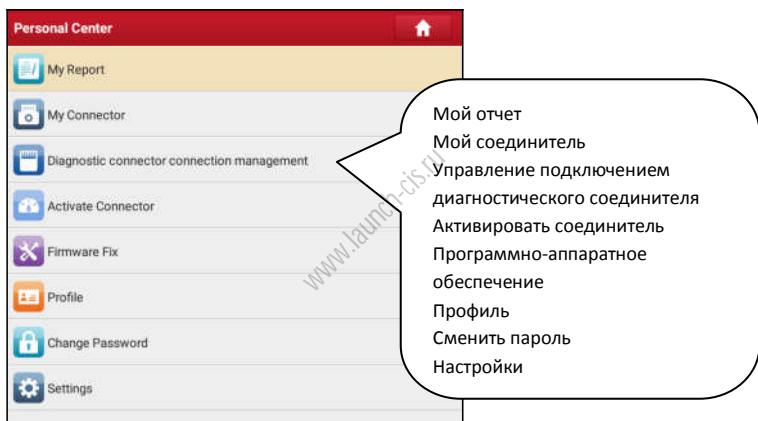 Personal Center
My Report
My Connector
Diagnostic connector connection management
Activate Connector
Firmware Fix
Profile
Change Password
Settings
Мой отчет
Мой соединитель
Управление подключением
диагностического соединителя
Активировать соединитель
Программно-аппаратное
обеспечение
Профиль
Сменить пароль
Настройки
www.launch-cis.ru